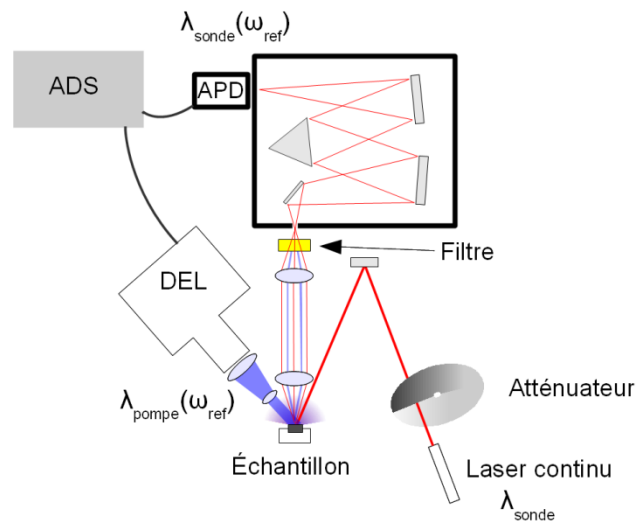 λsonde(ωref)
ADS
APD
Filtre
DEL
λpompe(ωref)
Atténuateur
Échantillon
Laser continu
λsonde